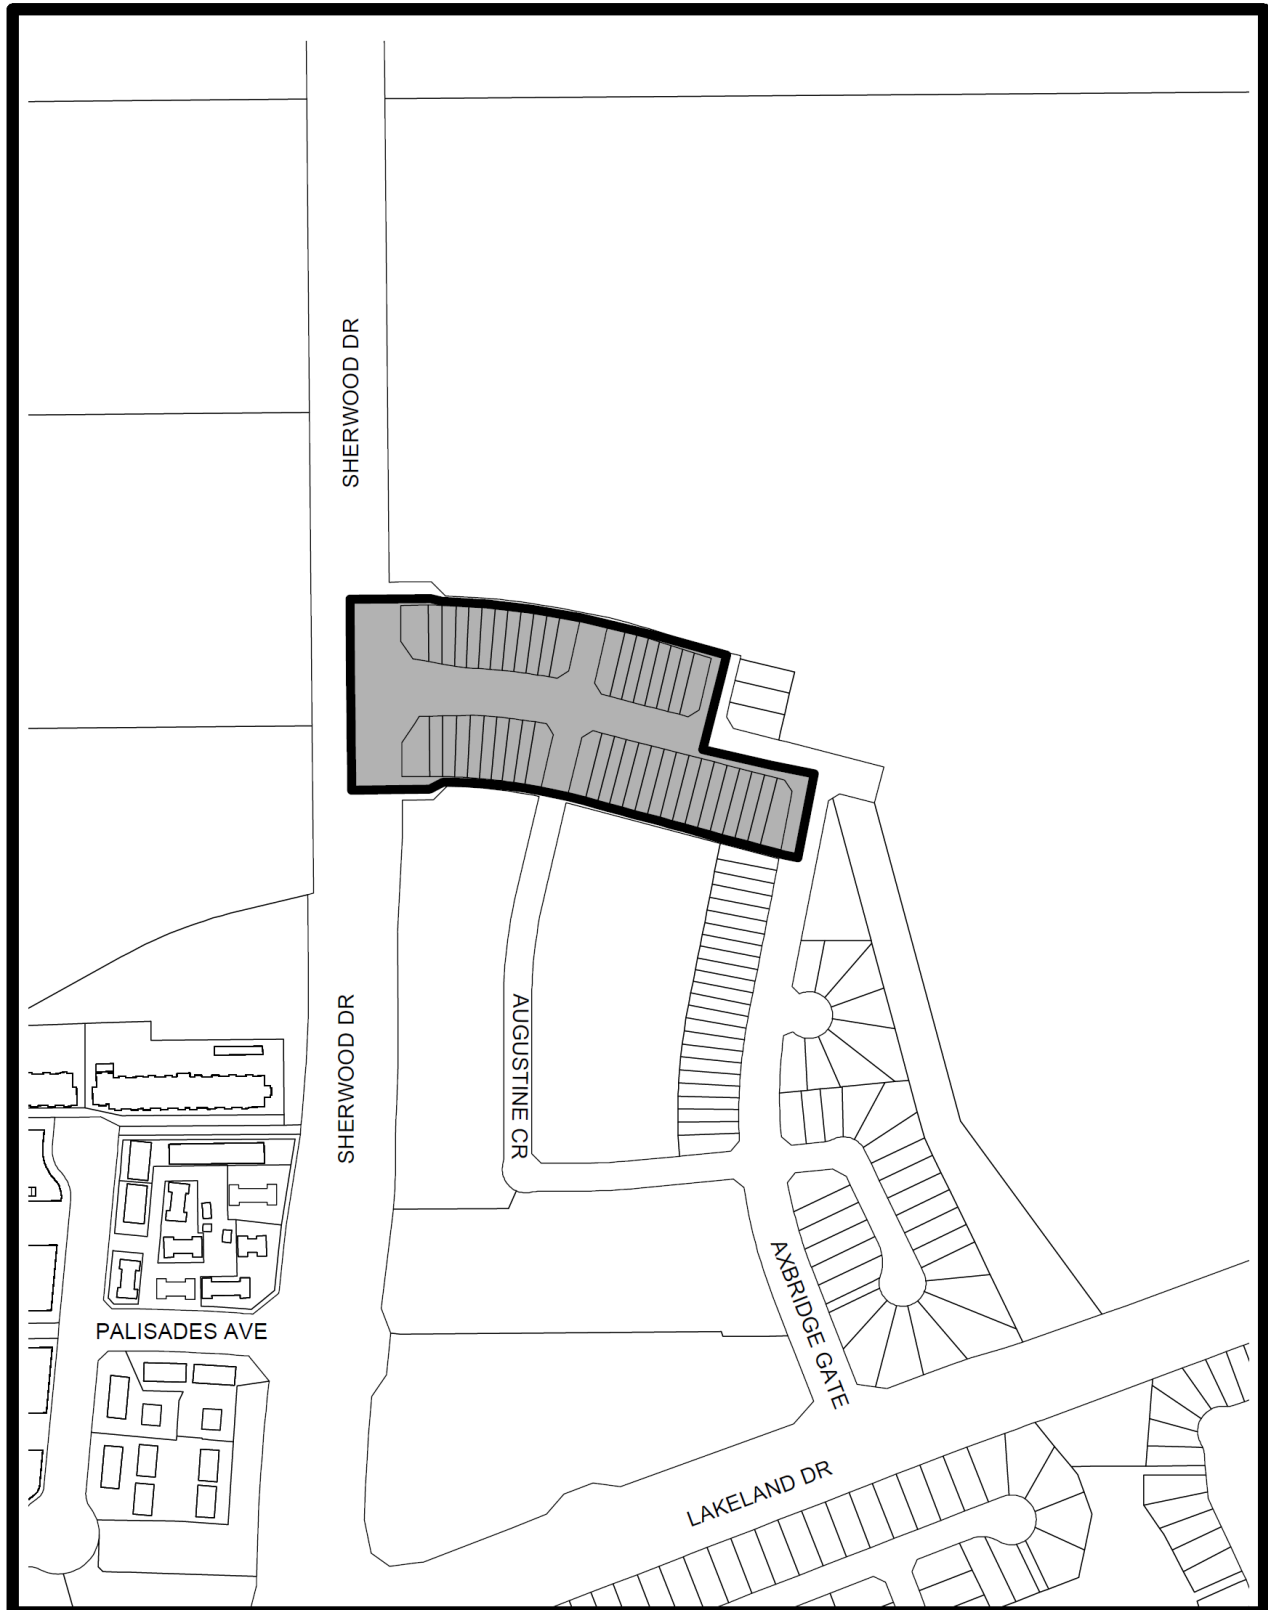 SHERWOOD DR
SHERWOOD DR
AUGUSTINE CR
AXBRIDGE GATE
PALISADES AVE
LAKELAND DR